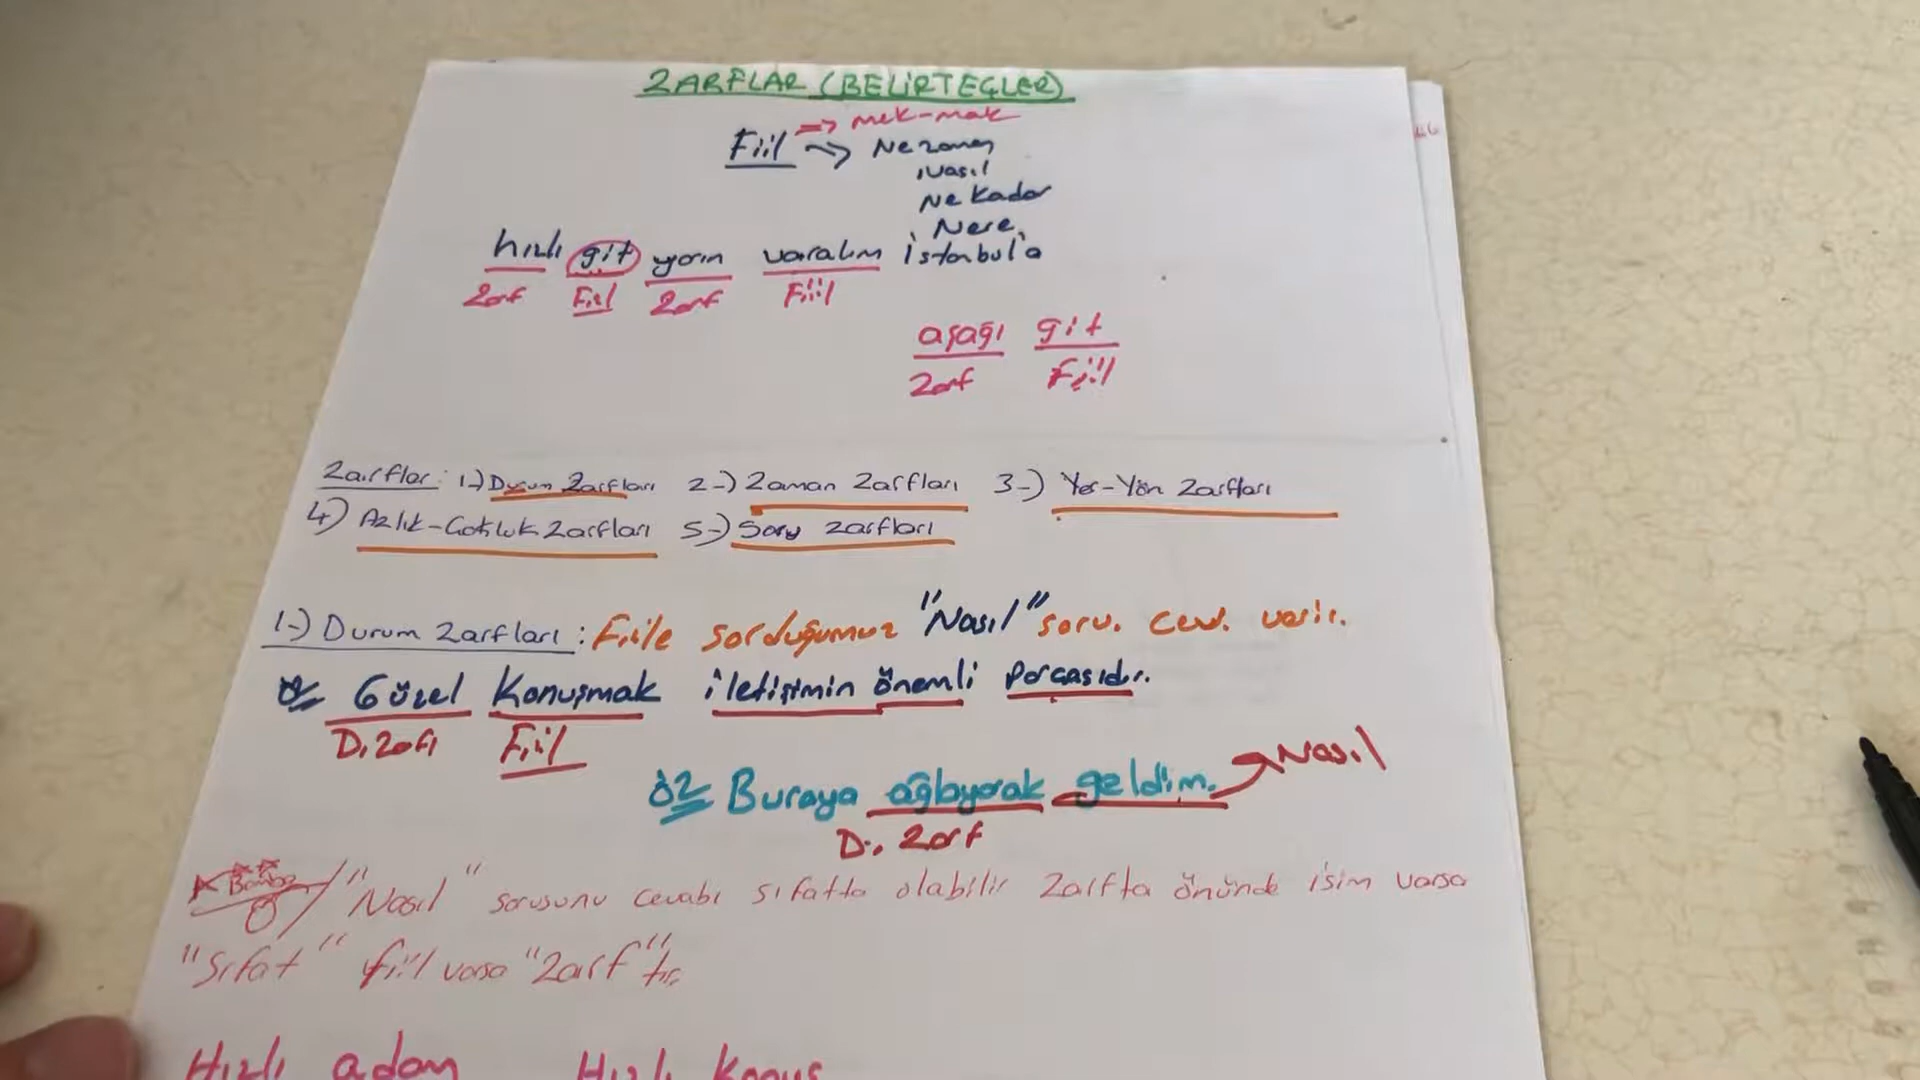 ZARFLAR (BELİRTEÇLER)
Fiil => mek-mak
Ne zaman
Nasıl
Ne Kadar
Nere
hızlı git yarın varalım İstanbul'a
Zarf Fiil Zarf Fiil
aşağı git
Zarf Fiil
Zarflar: 1-) Durum Zarfları 2-) Zaman Zarfları 3-) Yer-Yön Zarfları
4) Azlık-Çokluk Zarfları 5-) Soru zarfları
1-) Durum Zarfları: Fiile sorduğumuz "Nasıl" soru. cev. verir.
Güzel Konuşmak iletişimin önemli parçasıdır.
D. Zarfı Fiil
ÖZ Buraya ağlayarak geldim. Nasıl
D. Zarf
"Nasıl" sorusunu cevabı sıfatta olabilir Zarfta önünde isim varsa
"Sıfat" fiil varsa "Zarf" tır
Hızlı adam Hızlı konuş